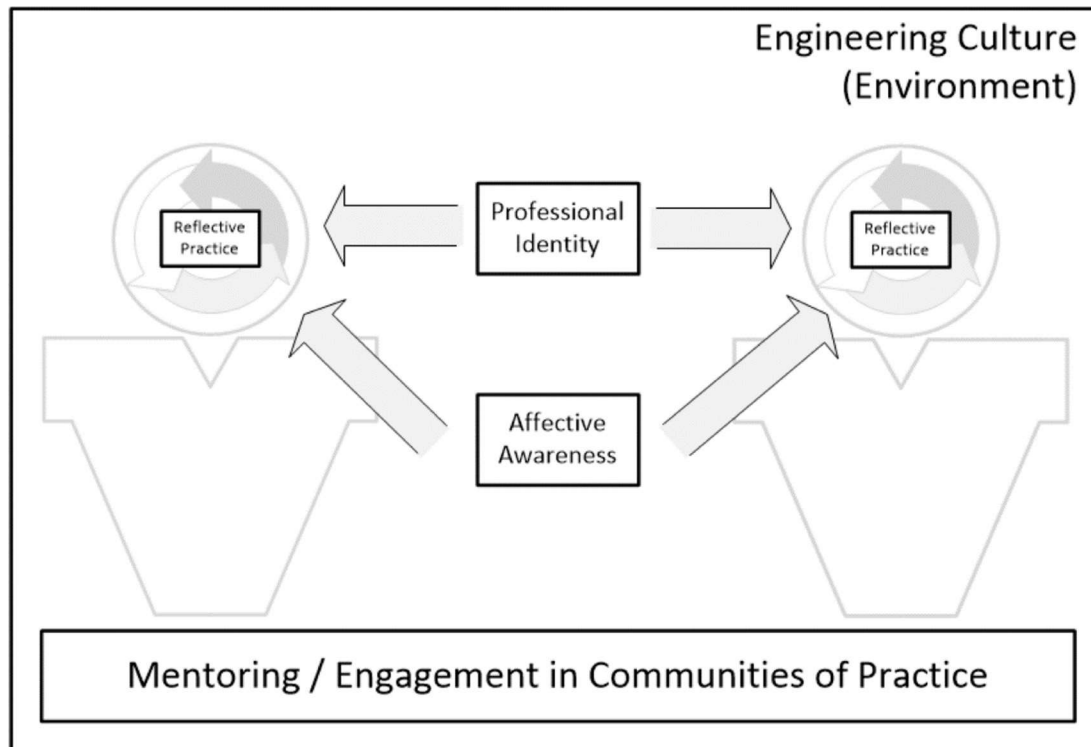 Engineering Culture
(Environment)
Reflective
Practice
Professional
Identity
Reflective
Practice
Affective
Awareness
Mentoring / Engagement in Communities of Practice